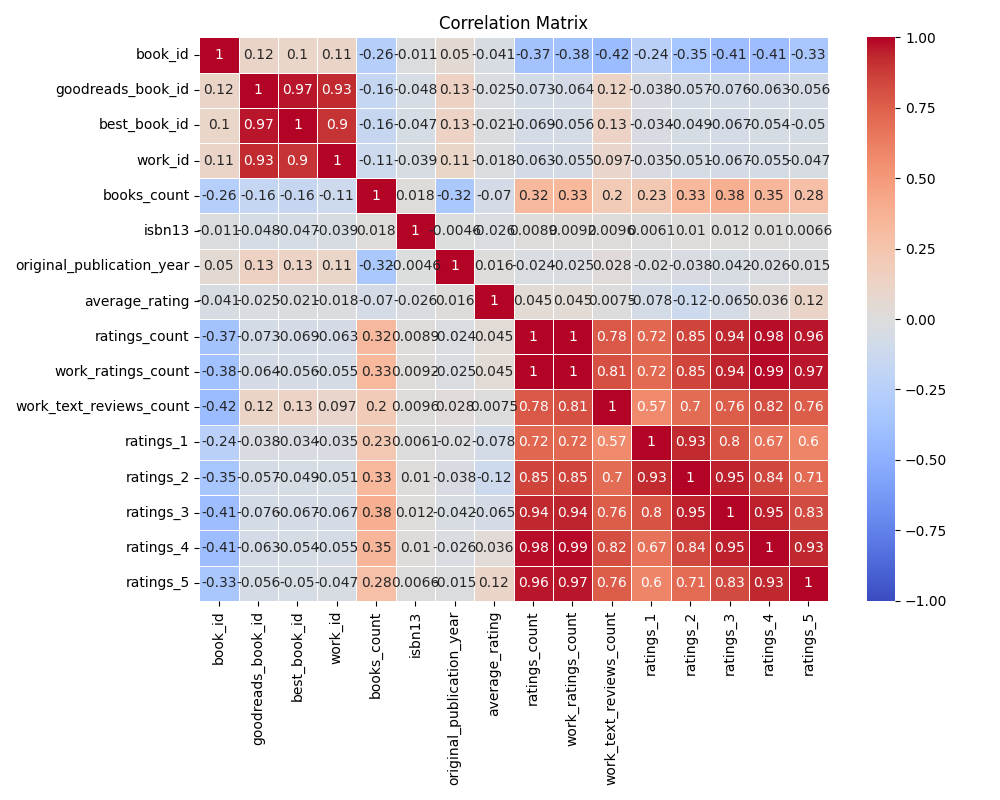 Correlation Matrix
book_id 1 0.12 0.1 0.11 -0.26 -0.011 0.05 -0.041 -0.37 -0.38 -0.42 -0.24 -0.35 -0.41 -0.41 -0.33
goodreads_book_id 0.12 1 0.97 0.93 -0.16 -0.048 0.13 -0.025 -0.073 -0.064 0.12 -0.038 -0.057 -0.076 -0.063 -0.056
best_book_id 0.1 0.97 1 0.9 -0.16 -0.047 0.13 -0.021 -0.069 -0.056 0.13 -0.034 -0.049 -0.067 -0.054 -0.05
work_id 0.11 0.93 0.9 1 -0.11 -0.039 0.11 -0.018 -0.063 -0.055 0.097 -0.035 -0.051 -0.067 -0.055 -0.047
books_count -0.26 -0.16 -0.16 -0.11 1 0.018 -0.32 -0.07 0.32 0.33 0.2 0.23 0.33 0.38 0.35 0.28
isbn13 -0.011 -0.048 -0.047 -0.039 0.018 1 -0.0046 -0.026 0.0089 0.0092 0.0096 0.0061 0.01 0.012 0.01 0.0066
original_publication_year 0.05 0.13 0.13 0.11 -0.32 -0.0046 1 0.016 -0.024 -0.025 0.028 -0.02 -0.038 -0.042 -0.026 -0.015
average_rating -0.041 -0.025 -0.021 -0.018 -0.07 -0.026 0.016 1 0.045 0.045 0.0075 -0.078 -0.12 -0.065 0.036 0.12
ratings_count -0.37 -0.073 -0.069 -0.063 0.32 0.0089 -0.024 0.045 1 1 0.78 0.72 0.85 0.94 0.98 0.96
work_ratings_count -0.38 -0.064 -0.056 -0.055 0.33 0.0092 -0.025 0.045 1 1 0.81 0.72 0.85 0.94 0.99 0.97
work_text_reviews_count -0.42 0.12 0.13 0.097 0.2 0.0096 0.028 0.0075 0.78 0.81 1 0.57 0.7 0.76 0.82 0.76
ratings_1 -0.24 -0.038 -0.034 -0.035 0.23 0.0061 -0.02 -0.078 0.72 0.72 0.57 1 0.93 0.8 0.67 0.6
ratings_2 -0.35 -0.057 -0.049 -0.051 0.33 0.01 -0.038 -0.12 0.85 0.85 0.7 0.93 1 0.95 0.84 0.71
ratings_3 -0.41 -0.076 -0.067 -0.067 0.38 0.012 -0.042 -0.065 0.94 0.94 0.76 0.8 0.95 1 0.95 0.83
ratings_4 -0.41 -0.063 -0.054 -0.055 0.35 0.01 -0.026 0.036 0.98 0.99 0.82 0.67 0.84 0.95 1 0.93
ratings_5 -0.33 -0.056 -0.05 -0.047 0.28 0.0066 -0.015 0.12 0.96 0.97 0.76 0.6 0.71 0.83 0.93 1
book_id
goodreads_book_id
best_book_id
work_id
books_count
isbn13
original_publication_year
average_rating
ratings_count
work_ratings_count
work_text_reviews_count
ratings_1
ratings_2
ratings_3
ratings_4
ratings_5
1.00
0.75
0.50
0.25
0.00
−0.25
−0.50
−0.75
−1.00